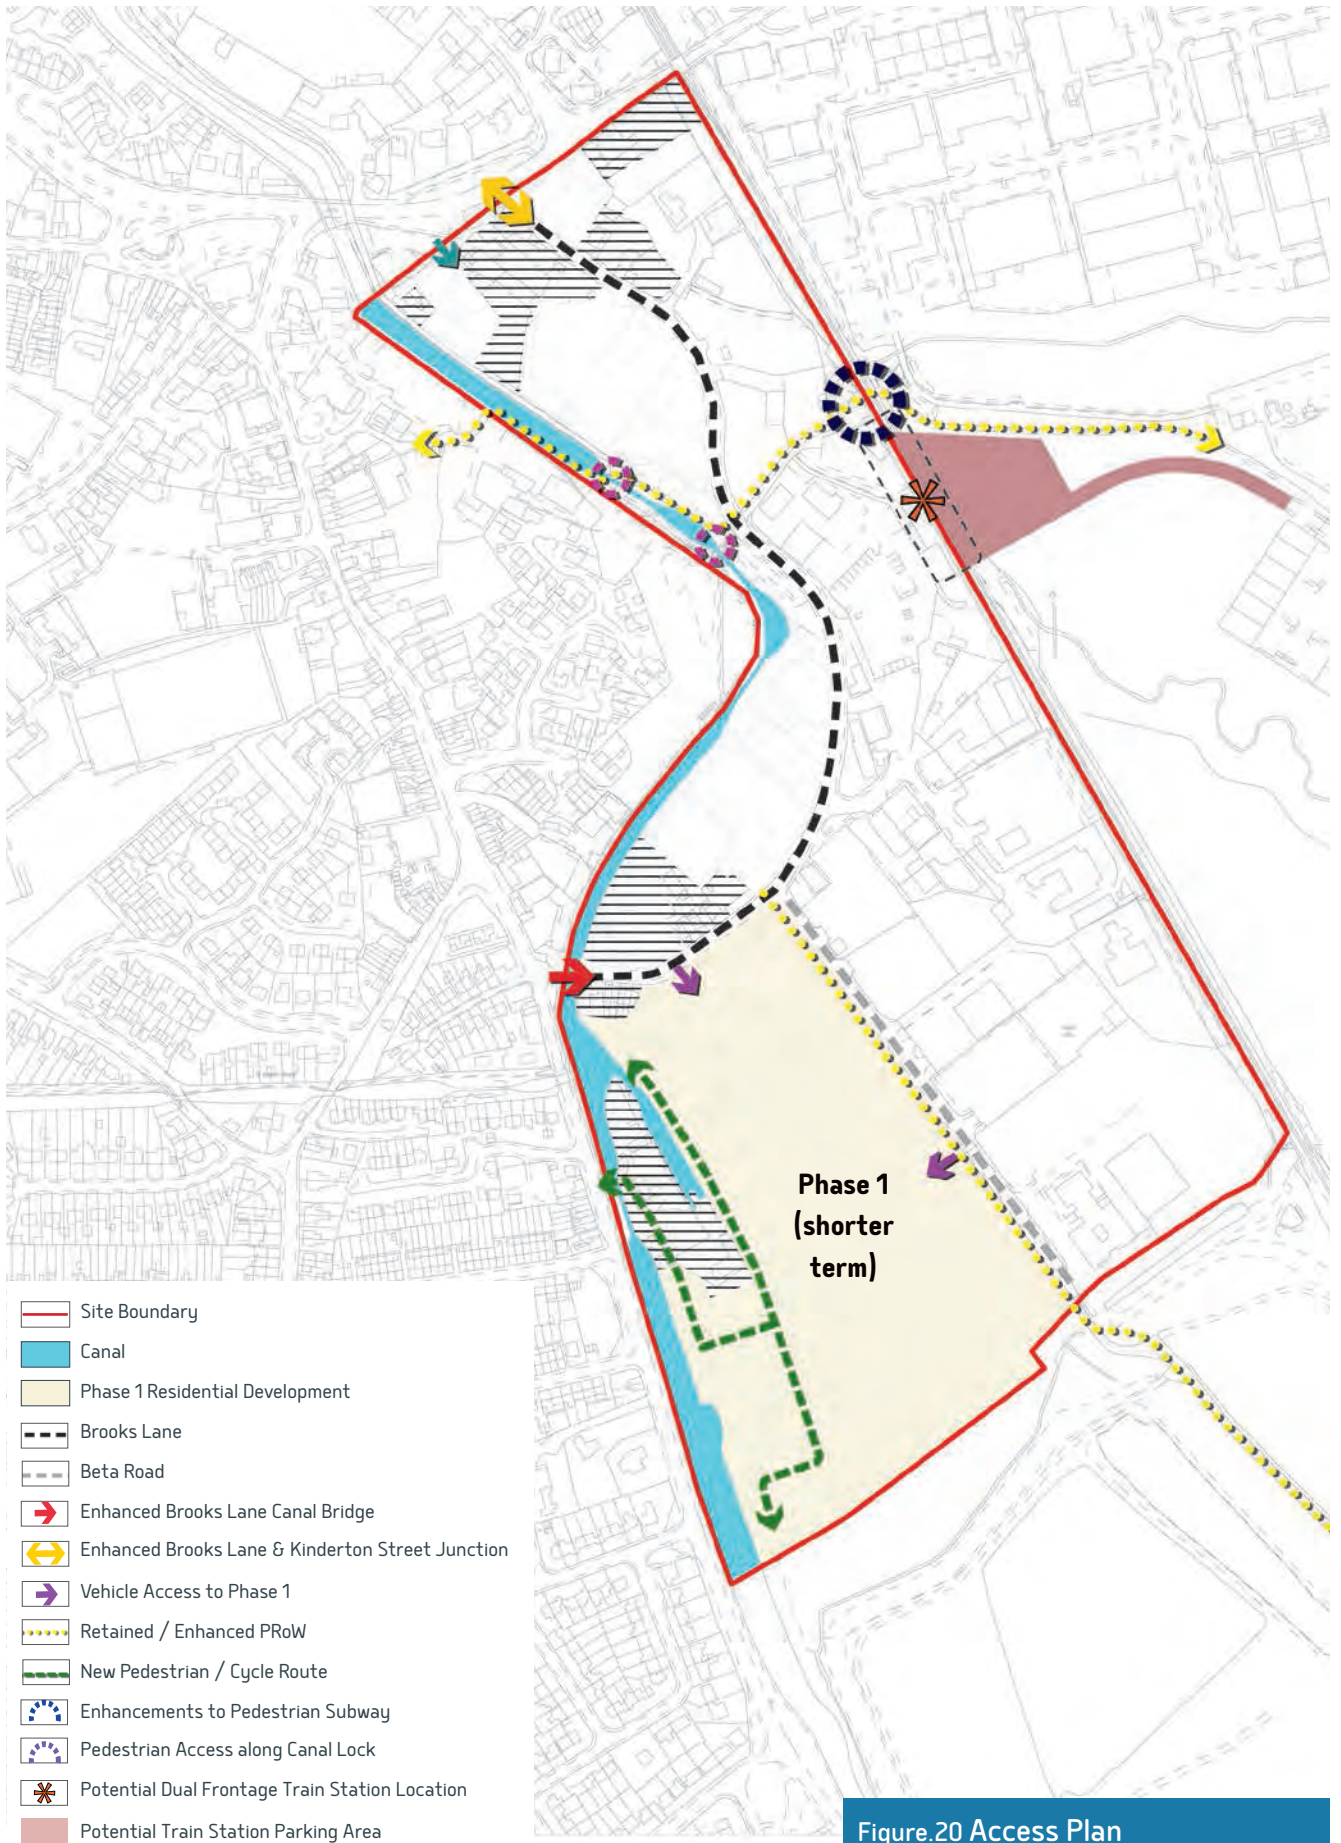 Phase 1
(shorter
term)
Site Boundary
Canal
Phase 1 Residential Development
Brooks Lane
Beta Road
Enhanced Brooks Lane Canal Bridge
Enhanced Brooks Lane & Kinderton Street Junction
Vehicle Access to Phase 1
Retained / Enhanced PRoW
New Pedestrian / Cycle Route
Enhancements to Pedestrian Subway
Pedestrian Access along Canal Lock
Potential Dual Frontage Train Station Location
Potential Train Station Parking Area
Figure.20 Access Plan